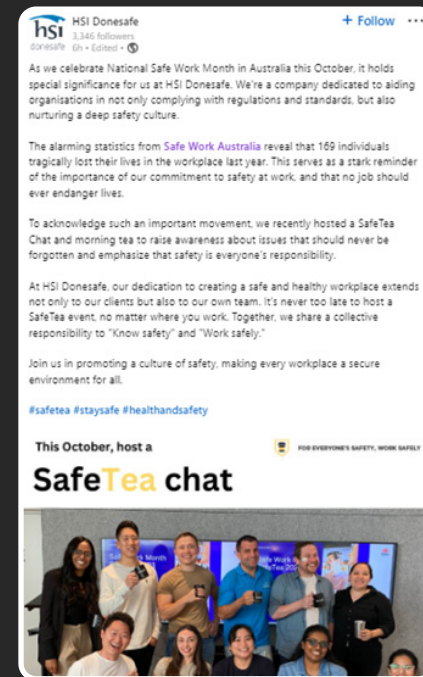 hsi
donesafe
HSI Donesafe
3,346 followers
6h • Edited •
+ Follow ...
As we celebrate National Safe Work Month in Australia this October, it holds
special significance for us at HSI Donesafe. We're a company dedicated to aiding
organisations in not only complying with regulations and standards, but also
nurturing a deep safety culture.
The alarming statistics from Safe Work Australia reveal that 169 individuals
tragically lost their lives in the workplace last year. This serves as a stark reminder
of the importance of our commitment to safety at work, and that no job should
ever endanger lives.
To acknowledge such an important movement, we recently hosted a SafeTea
Chat and morning tea to raise awareness about issues that should never be
forgotten and emphasize that safety is everyone's responsibility.
At HSI Donesafe, our dedication to creating a safe and healthy workplace extends
not only to our clients but also to our own team. It's never too late to host a
SafeTea event, no matter where you work. Together, we share a collective
responsibility to "Know safety" and "Work safely."
Join us in promoting a culture of safety, making every workplace a secure
environment for all.
#safetea #staysafe #healthandsafety
This October, host a
FOR EVERYONE'S SAFETY, WORK SAFELY
SafeTea chat
Safe Work Month
Safe Work
SafeTea 20